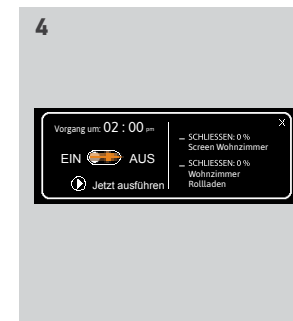 4
X
Vorgang um: 02 : 00 pm
EIN AUS
Jetzt ausführen
_ SCHLIESSEN: 0 %
Screen Wohnzimmer
_ SCHLIESSEN: 0 %
Wohnzimmer
Rollladen